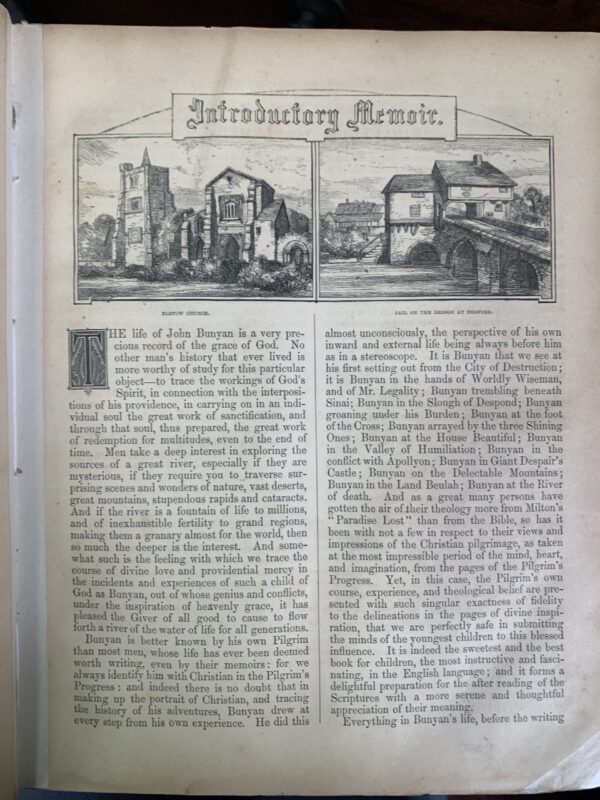 Introductory Memoir.
ELSTOW CHURCH.
JAIL ON THE BRIDGE AT BEDFORD.
THE life of John Bunyan is a very pre-
cious record of the grace of God. No
other man's history that ever lived is
more worthy of study for this particular
object—to trace the workings of God's
Spirit, in connection with the interposi-
tions of his providence, in carrying on in an indi-
vidual soul the great work of sanctification, and
through that soul, thus prepared, the great work
of redemption for multitudes, even to the end of
time. Men take a deep interest in exploring the
sources of a great river, especially if they are
mysterious, if they require you to traverse sur-
prising scenes and wonders of nature, vast deserts,
great mountains, stupendous rapids and cataracts.
And if the river is a fountain of life to millions,
and of inexhaustible fertility to grand regions,
making them a granary almost for the world, then
so much the deeper is the interest. And some-
what such is the feeling with which we trace the
course of divine love and providential mercy in
the incidents and experiences of such a child of
God as Bunyan, out of whose genius and conflicts,
under the inspiration of heavenly grace, it has
pleased the Giver of all good to cause to flow
forth a river of the water of life for all generations.
Bunyan is better known by his own Pilgrim
than most men, whose life has ever been deemed
worth writing, even by their memoirs: for we
always identify him with Christian in the Pilgrim's
Progress: and indeed there is no doubt that in
making up the portrait of Christian, and tracing
the history of his adventures, Bunyan drew at
every step from his own experience. He did this
almost unconsciously, the perspective of his own
inward and external life being always before him
as in a stereoscope. It is Bunyan that we see at
his first setting out from the City of Destruction;
it is Bunyan in the hands of Worldly Wiseman,
and of Mr. Legality; Bunyan trembling beneath
Sinai; Bunyan in the Slough of Despond; Bunyan
groaning under his Burden; Bunyan at the foot
of the Cross; Bunyan arrayed by the three Shining
Ones; Bunyan at the House Beautiful; Bunyan
in the Valley of Humiliation; Bunyan in the
conflict with Apollyon; Bunyan in Giant Despair's
Castle; Bunyan on the Delectable Mountains;
Bunyan in the Land Beulah; Bunyan at the River
of death. And as a great many persons have
gotten the air of their theology more from Milton's
"Paradise Lost" than from the Bible, so has it
been with not a few in respect to their views and
impressions of the Christian pilgrimage, as taken
at the most impressible period of the mind, heart,
and imagination, from the pages of the Pilgrim's
Progress. Yet, in this case, the Pilgrim's own
course, experience, and theological belief are pre-
sented with such singular exactness of fidelity
to the delineations in the pages of divine inspi-
ration, that we are perfectly safe in submitting
the minds of the youngest children to this blessed
influence. It is indeed the sweetest and the best
book for children, the most instructive and fasci-
nating, in the English language; and it forms a
delightful preparation for the after reading of the
Scriptures with a more serene and thoughtful
appreciation of their meaning.
Everything in Bunyan's life, before the writing